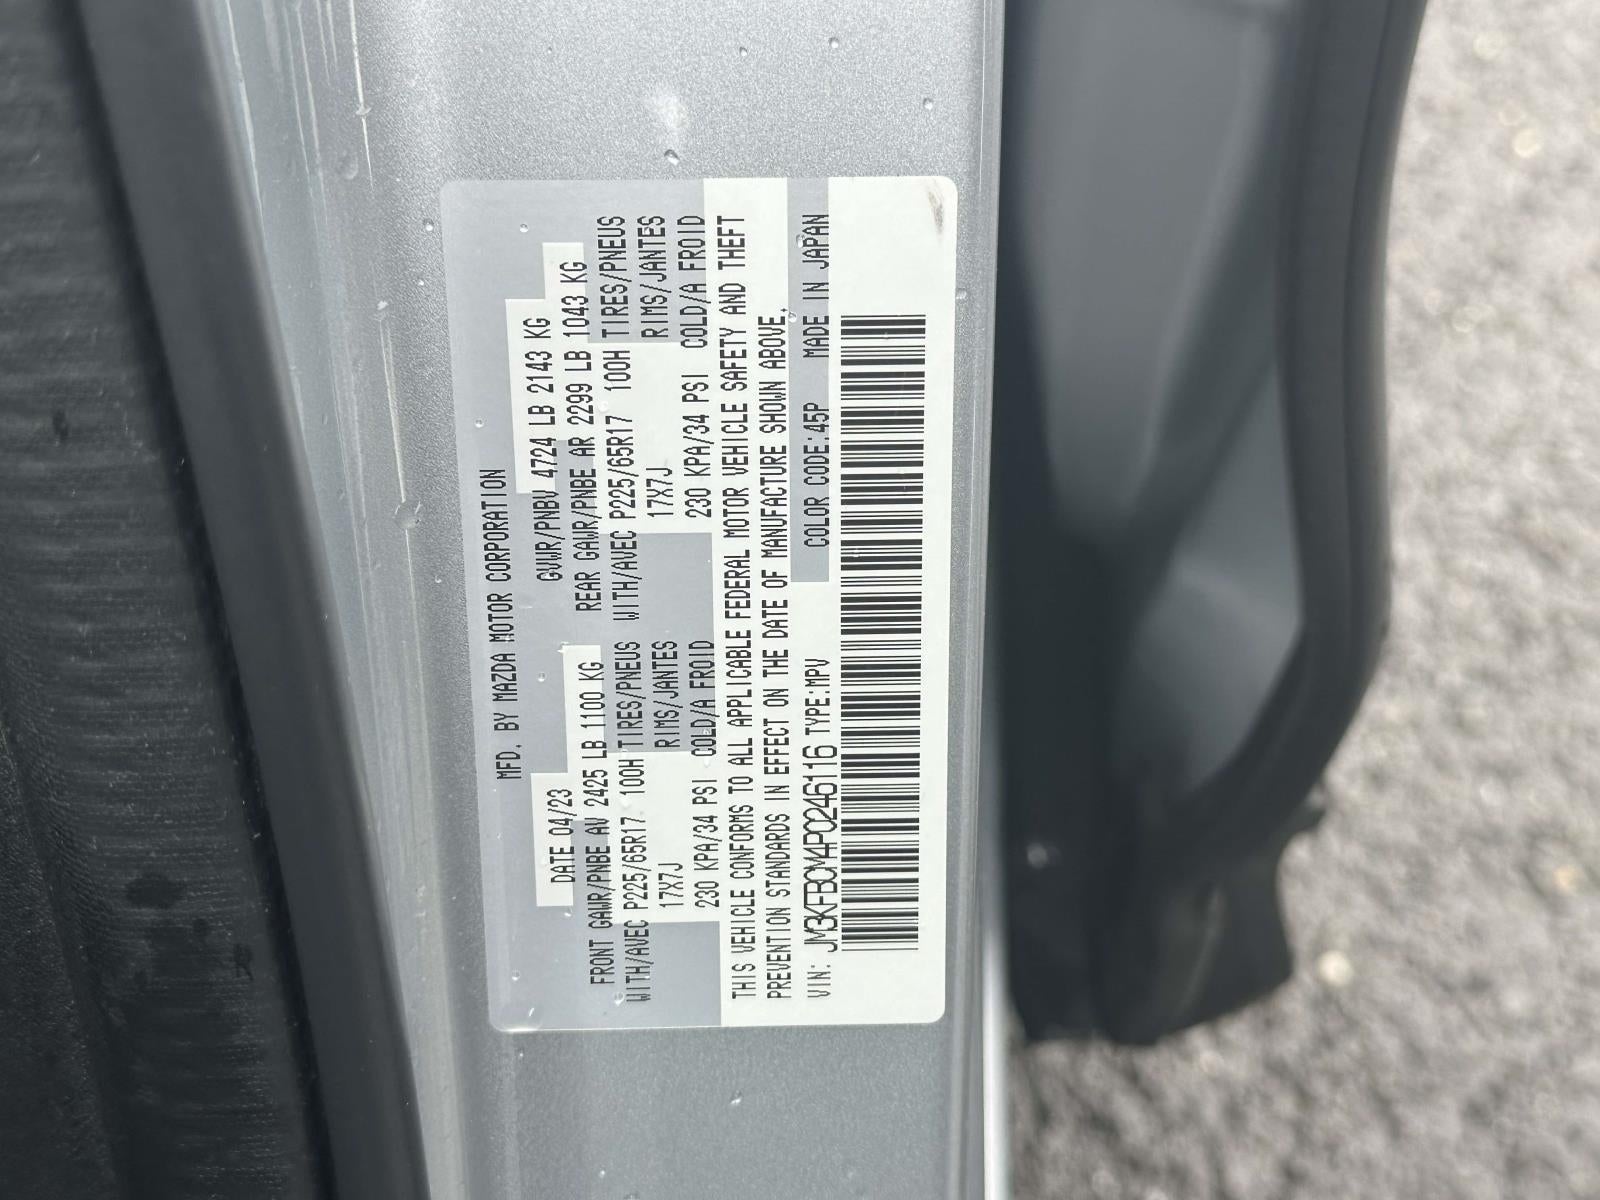 MFD. BY MAZDA MOTOR CORPORATION
DATE 04/23 GVWR/PNBV 4724 LB 2143 KG
FRONT GAWR/PNBE AV 2425 LB 1100 KG REAR GAWR/PNBE AR 2299 LB 1043 KG
WITH/AVEC P225/65R17 100H TIRES/PNEUS WITH/AVEC P225/65R17 100H TIRES/PNEUS
17X7J RIMS/JANTES 17X7J RIMS/JANTES
230 KPA/34 PSI COLD/A FROID 230 KPA/34 PSI COLD/A FROID
THIS VEHICLE CONFORMS TO ALL APPLICABLE FEDERAL MOTOR VEHICLE SAFETY AND THEFT
PREVENTION STANDARDS IN EFFECT ON THE DATE OF MANUFACTURE SHOWN ABOVE.
VIN: JM3KFBCM4P0246116 TYPE:MPV COLOR CODE:45P MADE IN JAPAN